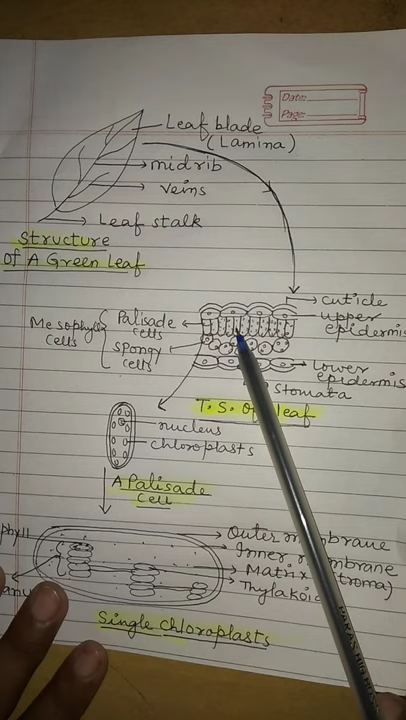 Date:
Page:
Leaf blade
(Lamina)
midrib
veins
Leaf stalk
Structure
of A Green Leaf
cuticle
upper
epidermis
Mesophyll
cells
Palisade
cells
spongy
cells
Lower
epidermis
Stomata
T. S. Of leaf
nucleus
chloroplasts
A Palisade
Cell
Outer membrane
Inner membrane
Matrix
Thylakoid
Single chloroplasts